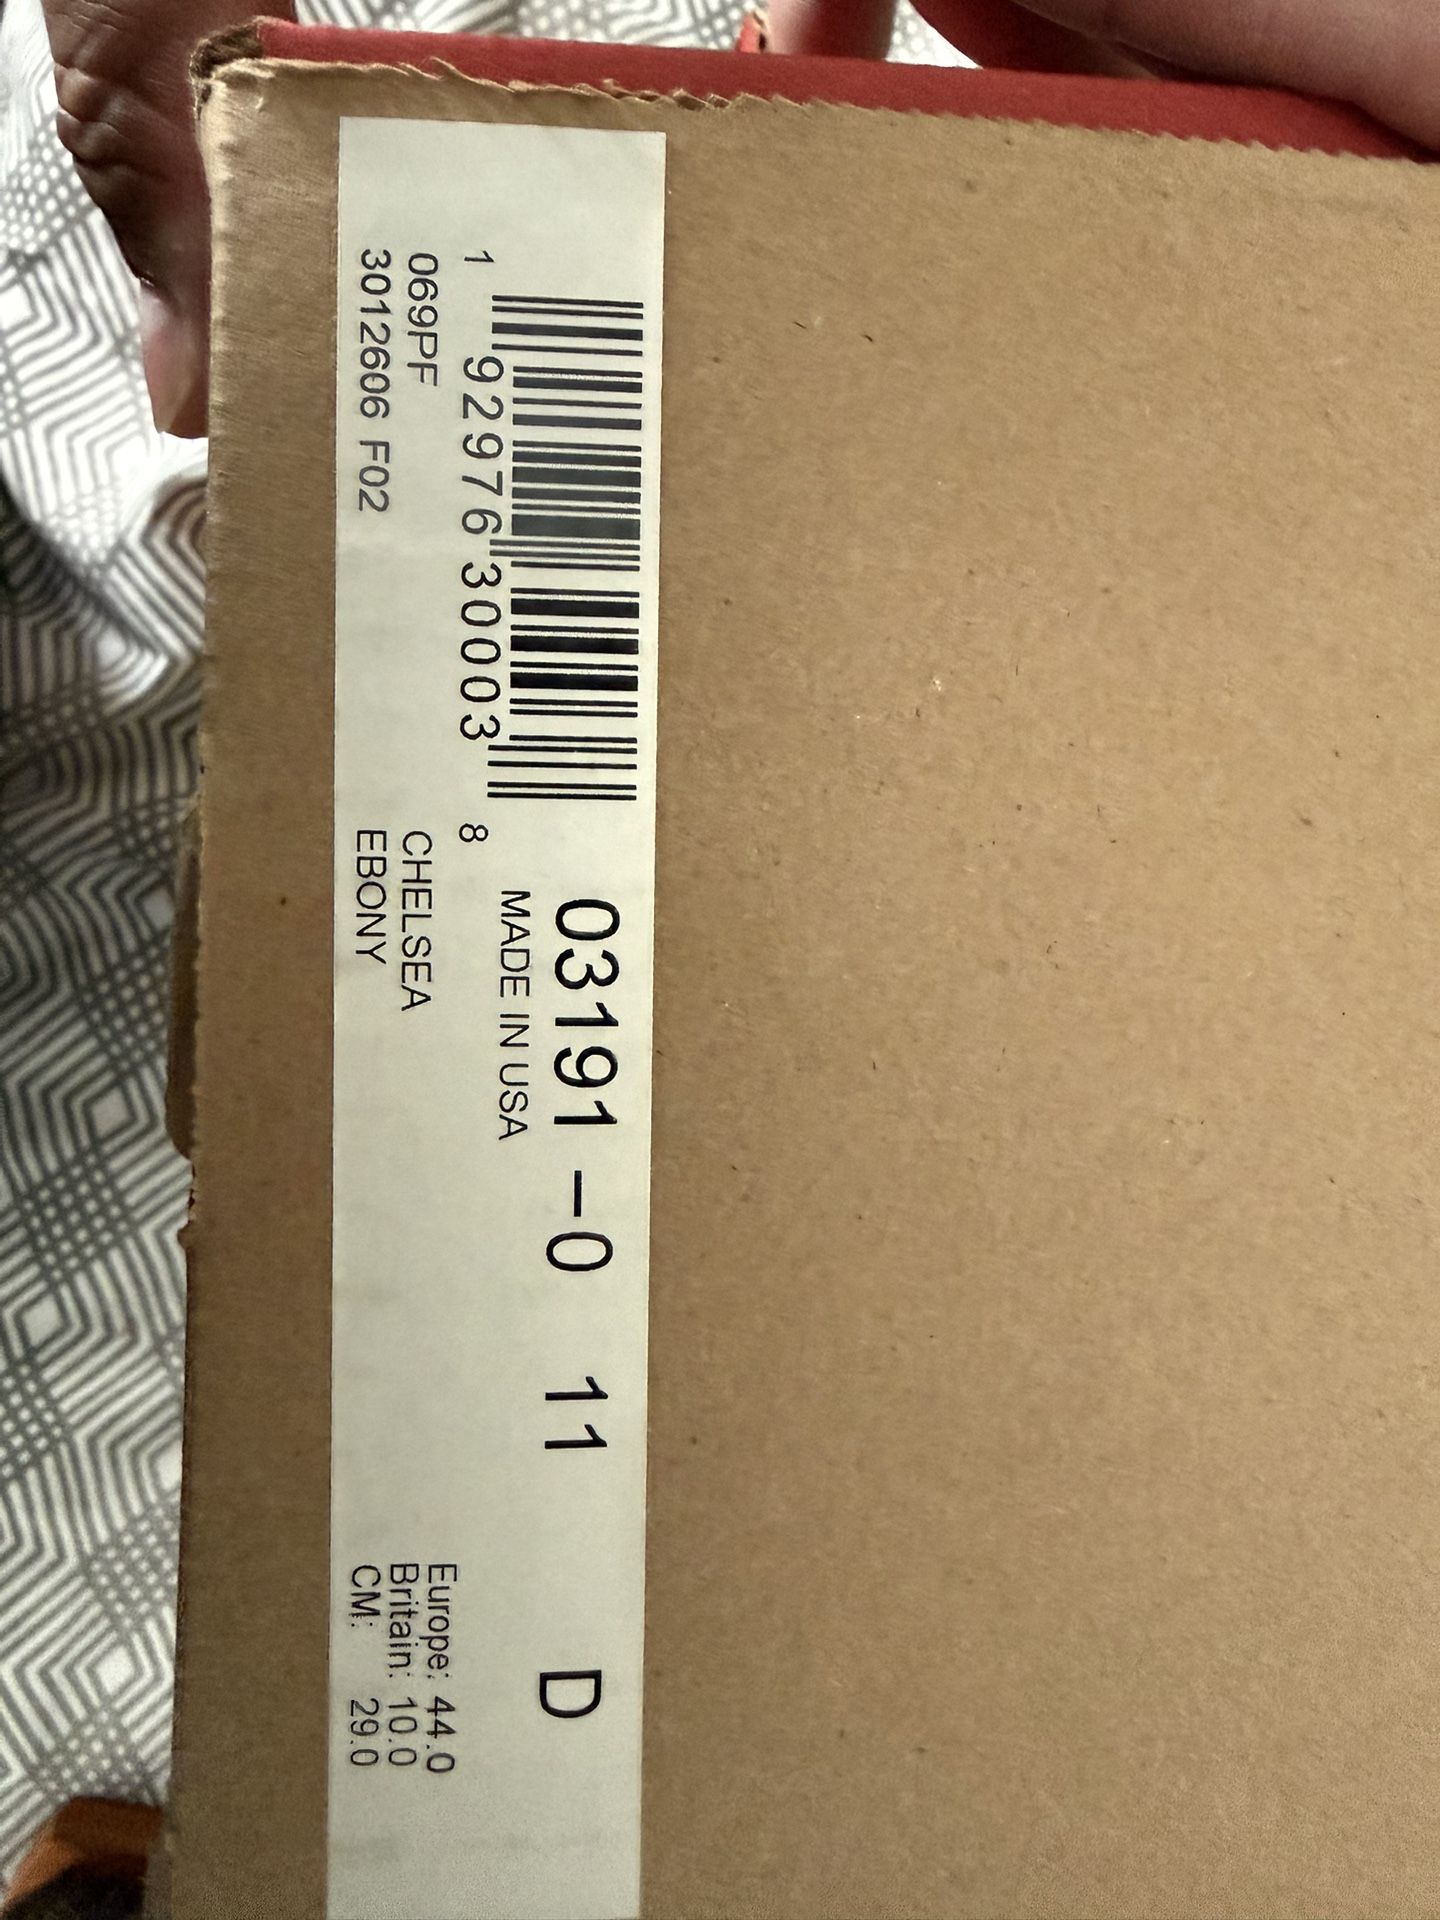 1 92976 30003 8
03191 -0 11 D
MADE IN USA
069PF
3012606 F02
CHELSEA
EBONY
Europe: 44.0
Britain: 10.0
CM: 29.0